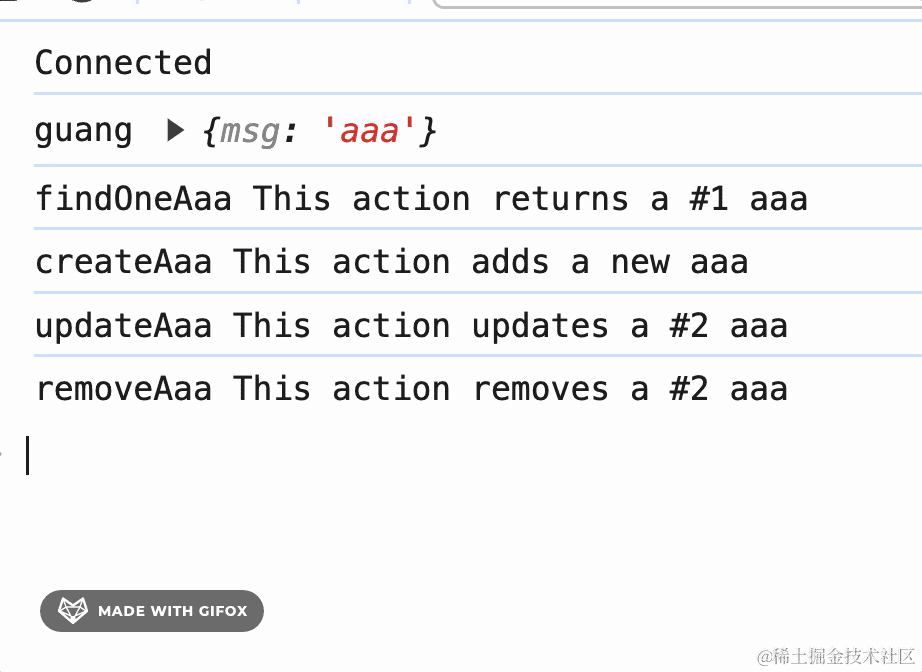 Connected
guang ▶ {msg: 'aaa'}
findOneAaa This action returns a #1 aaa
createAaa This action adds a new aaa
updateAaa This action updates a #2 aaa
removeAaa This action removes a #2 aaa
MADE WITH GIFOX
@稀土掘金技术社区